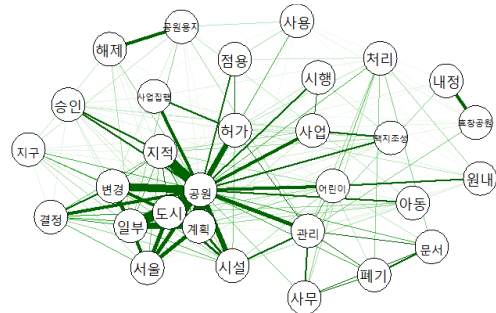 공원용지
사용
해제
점용
처리
시행
내정
사업집행
승인
표장공원
허가
사업
택지조성
지구
지적
변경
공원
어린이
원내
아동
결정
일부
도시
계획
관리
문서
서울
시설
폐기
사무